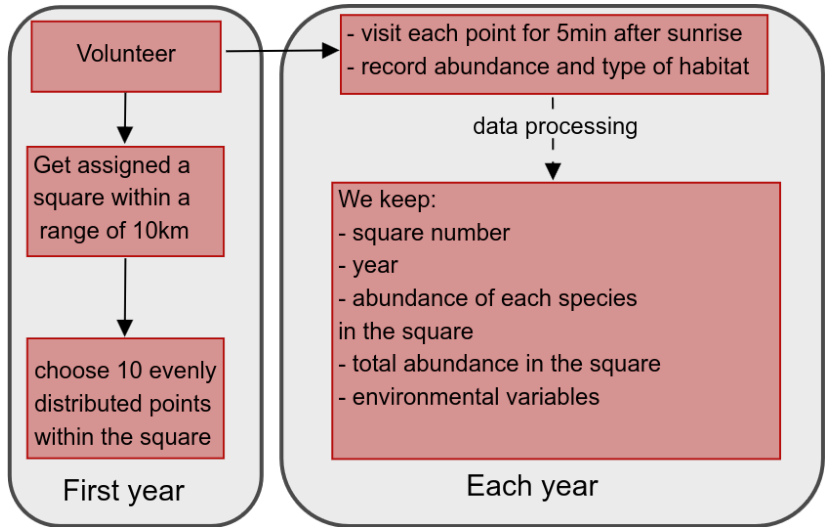 Volunteer
Get assigned a
square within a
range of 10km
choose 10 evenly
distributed points
within the square
First year
- visit each point for 5min after sunrise
- record abundance and type of habitat
data processing
We keep:
- square number
- year
- abundance of each species
in the square
- total abundance in the square
- environmental variables
Each year